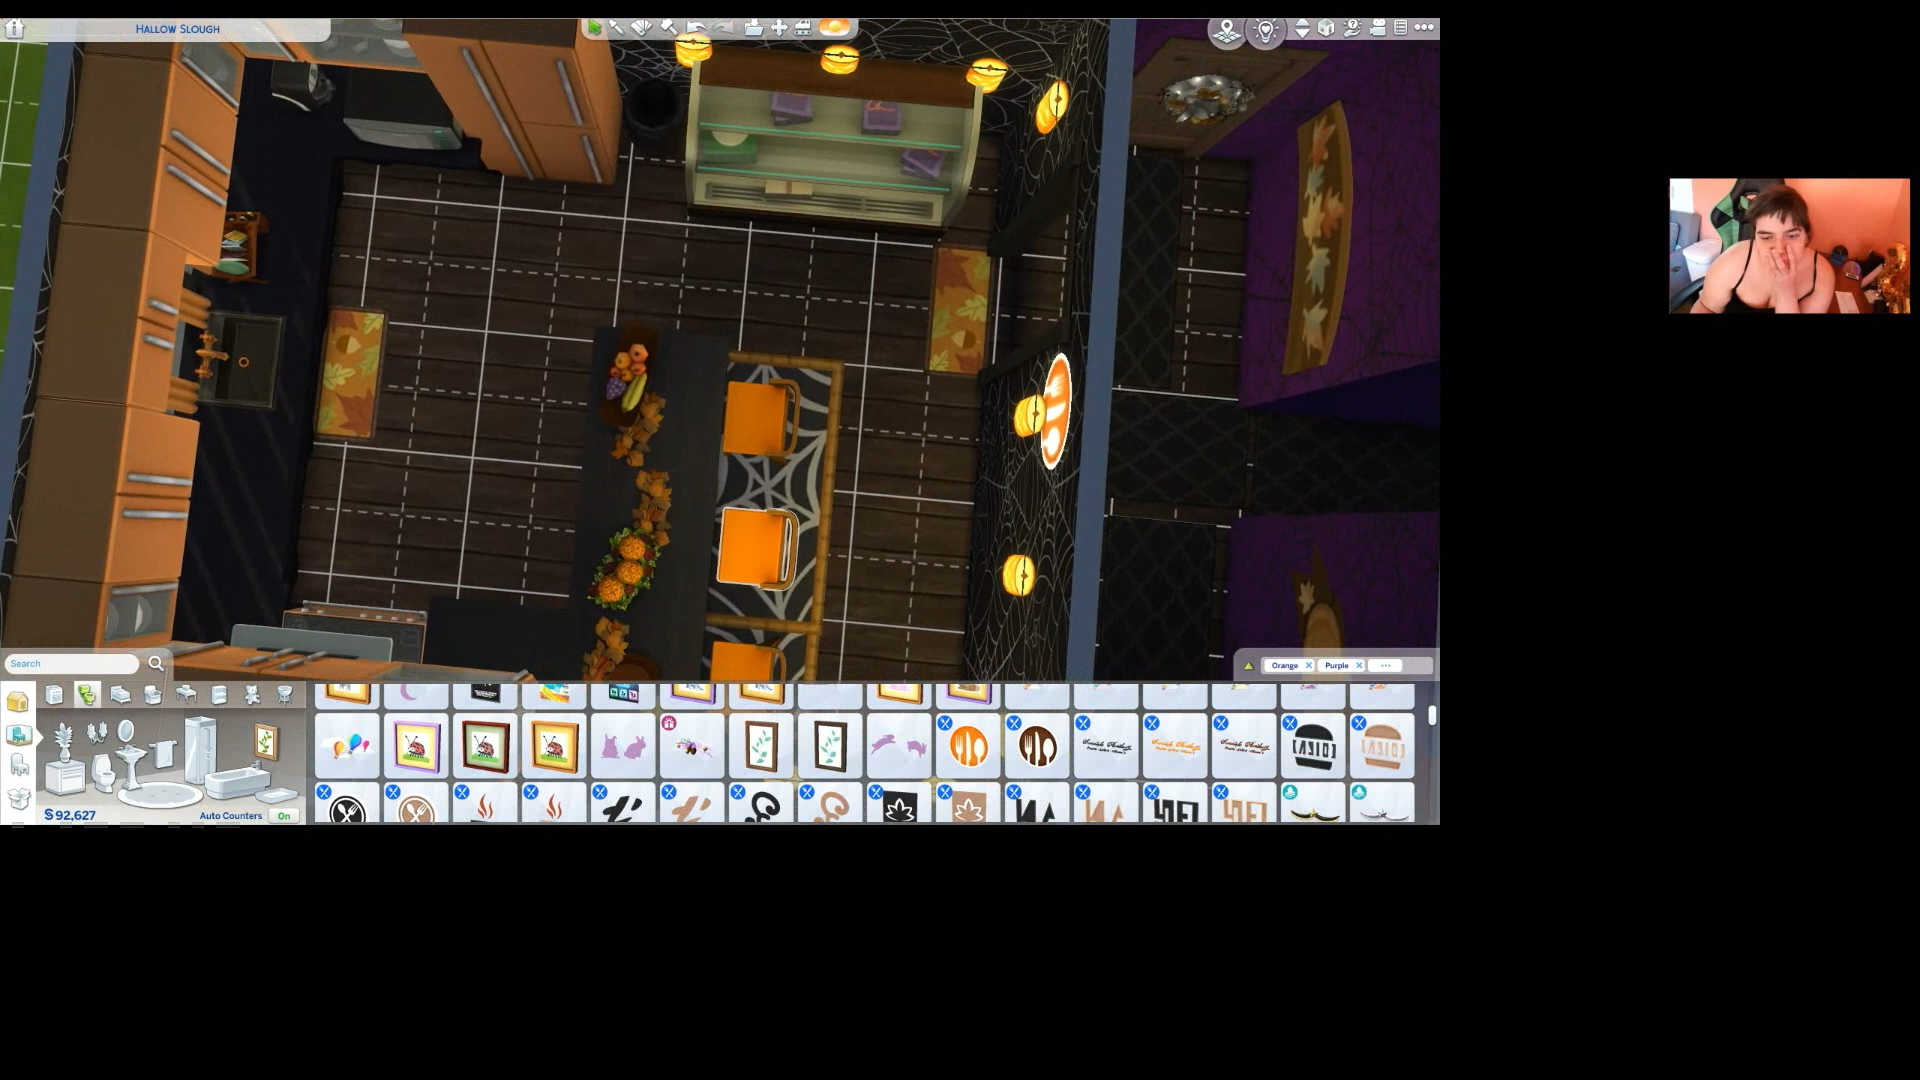 HALLOW SLOUGH
Search
Orange
Purple
§92,627
Auto Counters
On